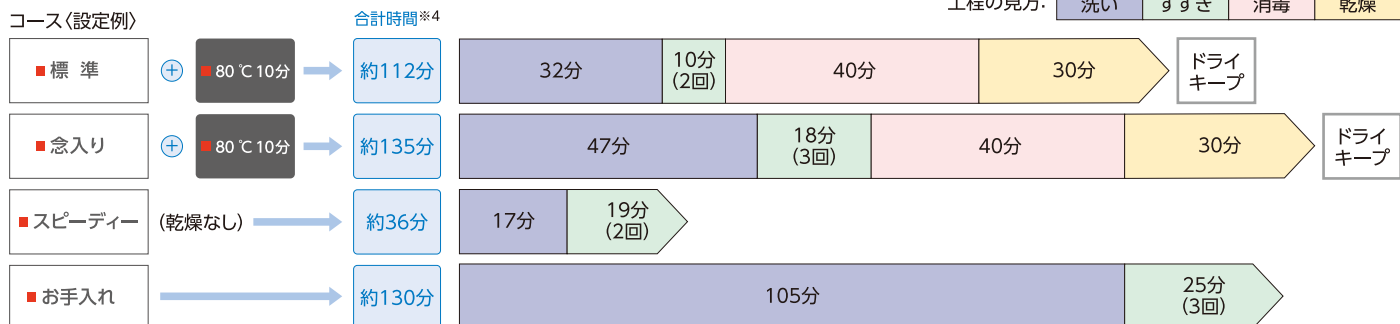 工程の見方: 洗い すすぎ 消毒 乾燥
コース〈設定例〉 合計時間※4
■標 準 + ■80℃10分 約112分 32分 10分 (2回) 40分 30分 ドライ キープ
■念入り + ■80℃10分 約135分 47分 18分 (3回) 40分 30分 ドライ キープ
■スピーディー (乾燥なし) 約36分 17分 19分 (2回)
■お手入れ 約130分 105分 25分 (3回)